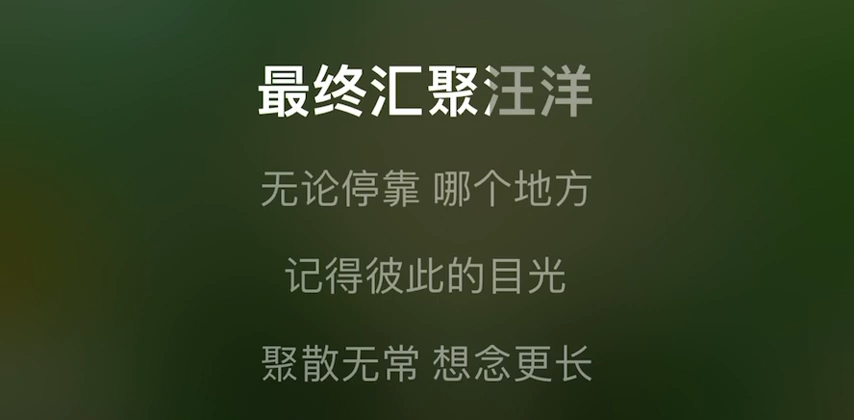 最终汇聚汪洋
无论停靠 哪个地方
记得彼此的目光
聚散无常 想念更长